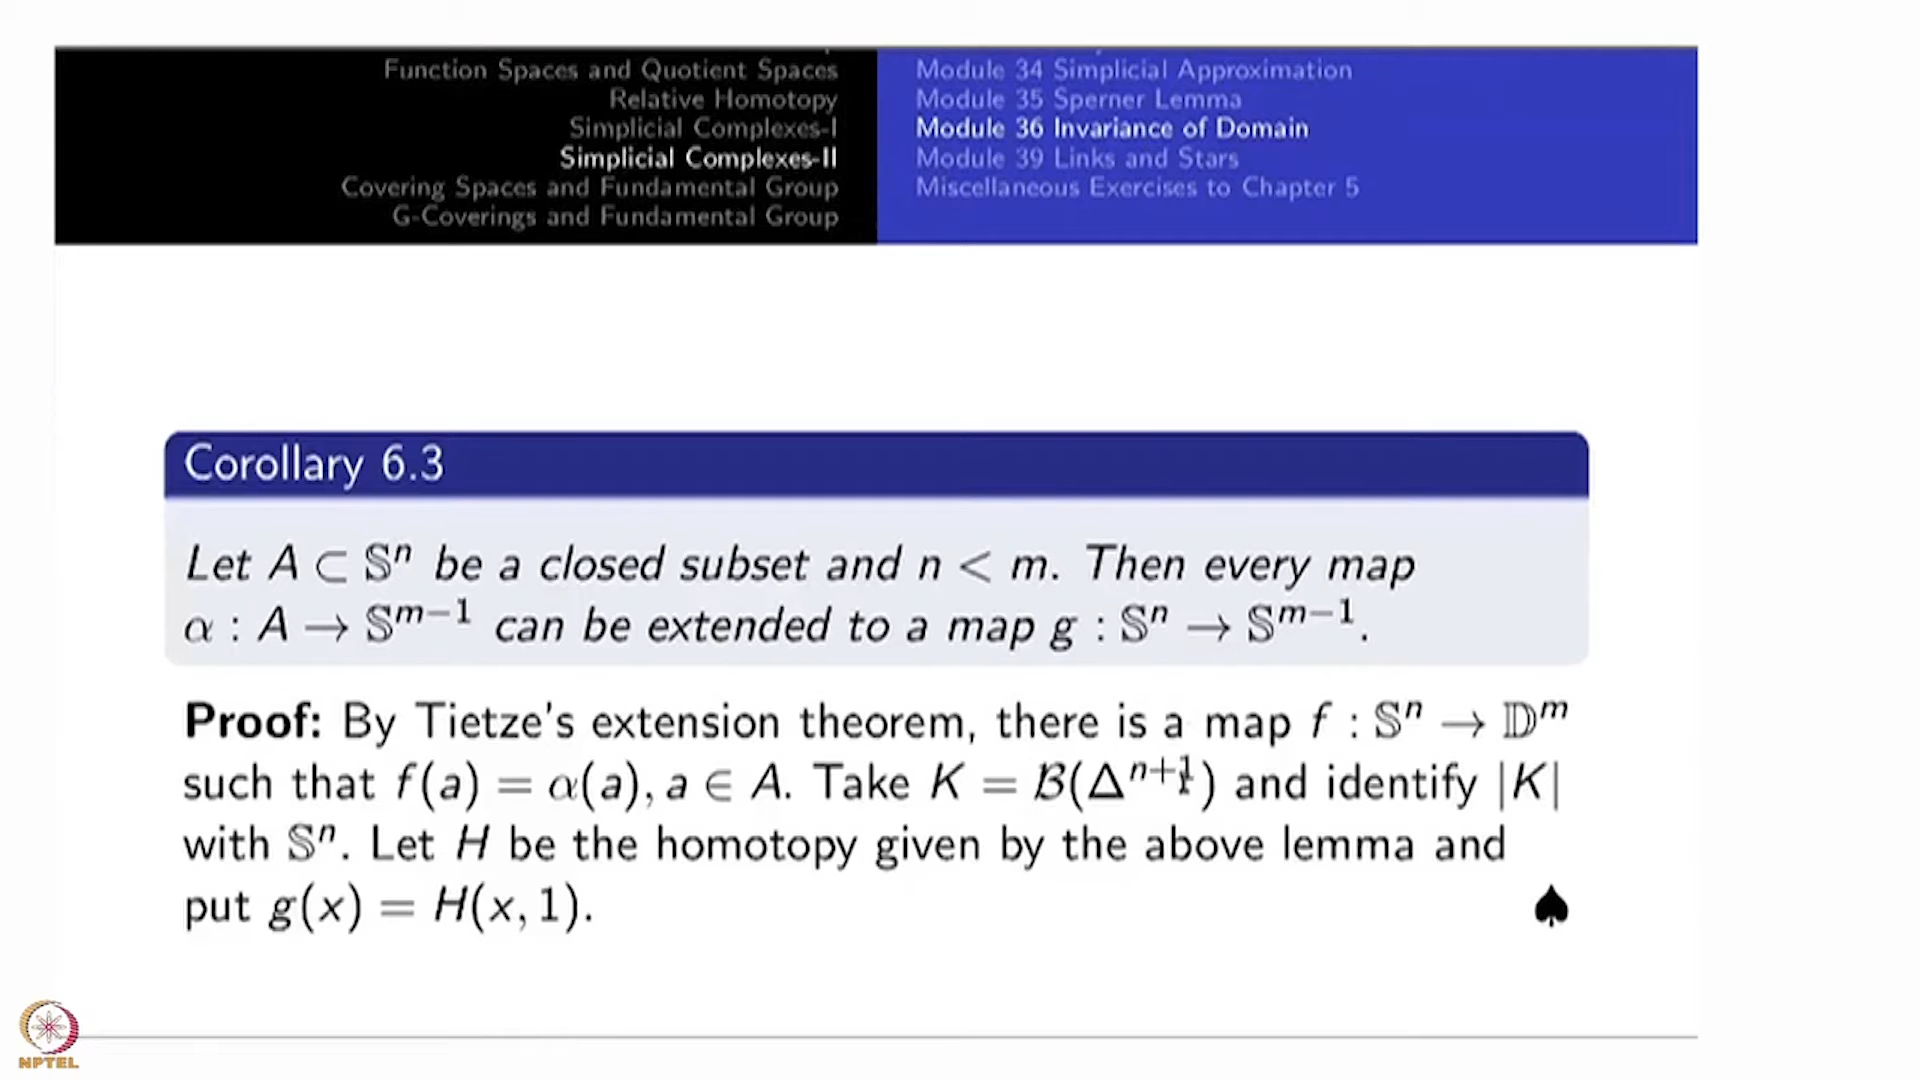 Function Spaces and Quotient Spaces
Relative Homotopy
Simplicial Complexes-I
Simplicial Complexes-II
Covering Spaces and Fundamental Group
G-Coverings and Fundamental Group
Module 34 Simplicial Approximation
Module 35 Sperner Lemma
Module 36 Invariance of Domain
Module 39 Links and Stars
Miscellaneous Exercises to Chapter 5
Corollary 6.3
Let A ⊂ 𝕊ⁿ be a closed subset and n < m. Then every map
α : A → 𝕊ᵐ⁻¹ can be extended to a map g : 𝕊ⁿ → 𝕊ᵐ⁻¹.
Proof: By Tietze's extension theorem, there is a map f : 𝕊ⁿ → 𝔻ᵐ
such that f(a) = α(a), a ∈ A. Take K = ℬ(Δⁿ⁺¹) and identify |K|
with 𝕊ⁿ. Let H be the homotopy given by the above lemma and
put g(x) = H(x, 1). ♠
NPTEL